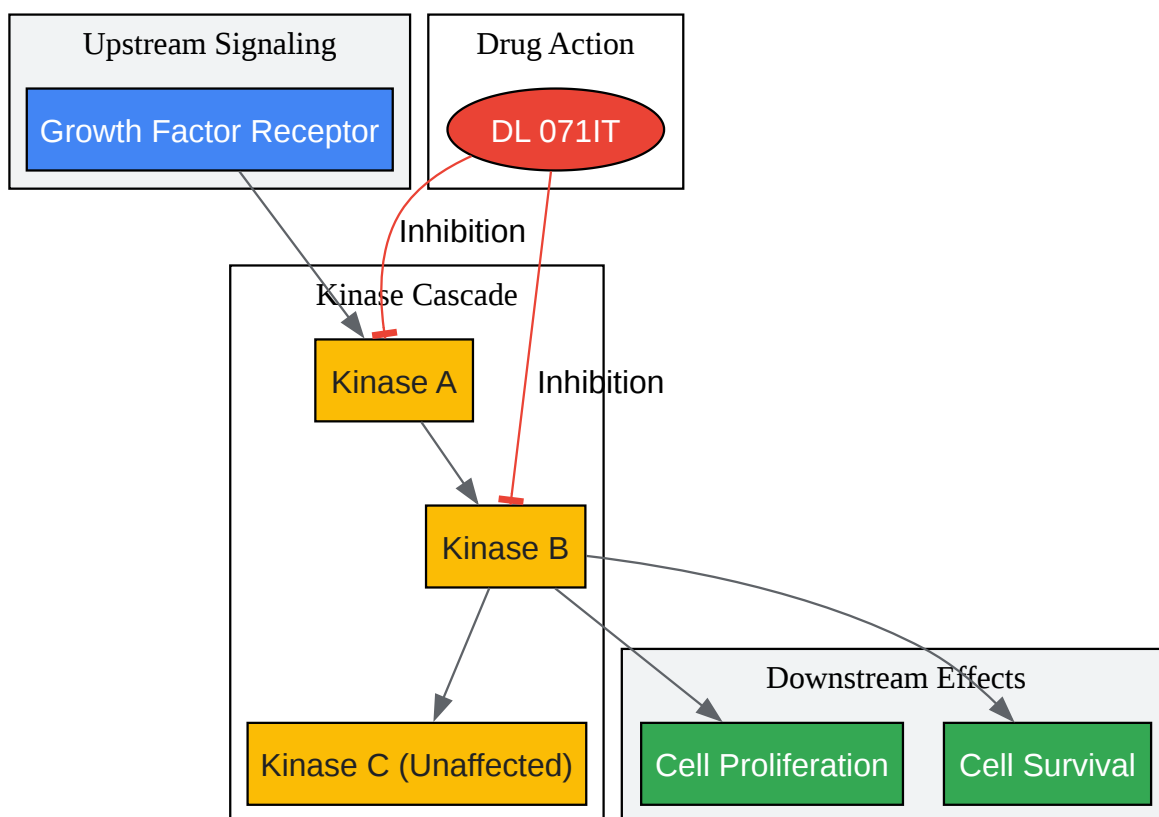 Upstream Signaling
Drug Action
Growth Factor Receptor
DL 071IT
Inhibition
Kinase Cascade
Kinase A
Inhibition
Kinase B
Downstream Effects
Kinase C (Unaffected)
Cell Proliferation
Cell Survival